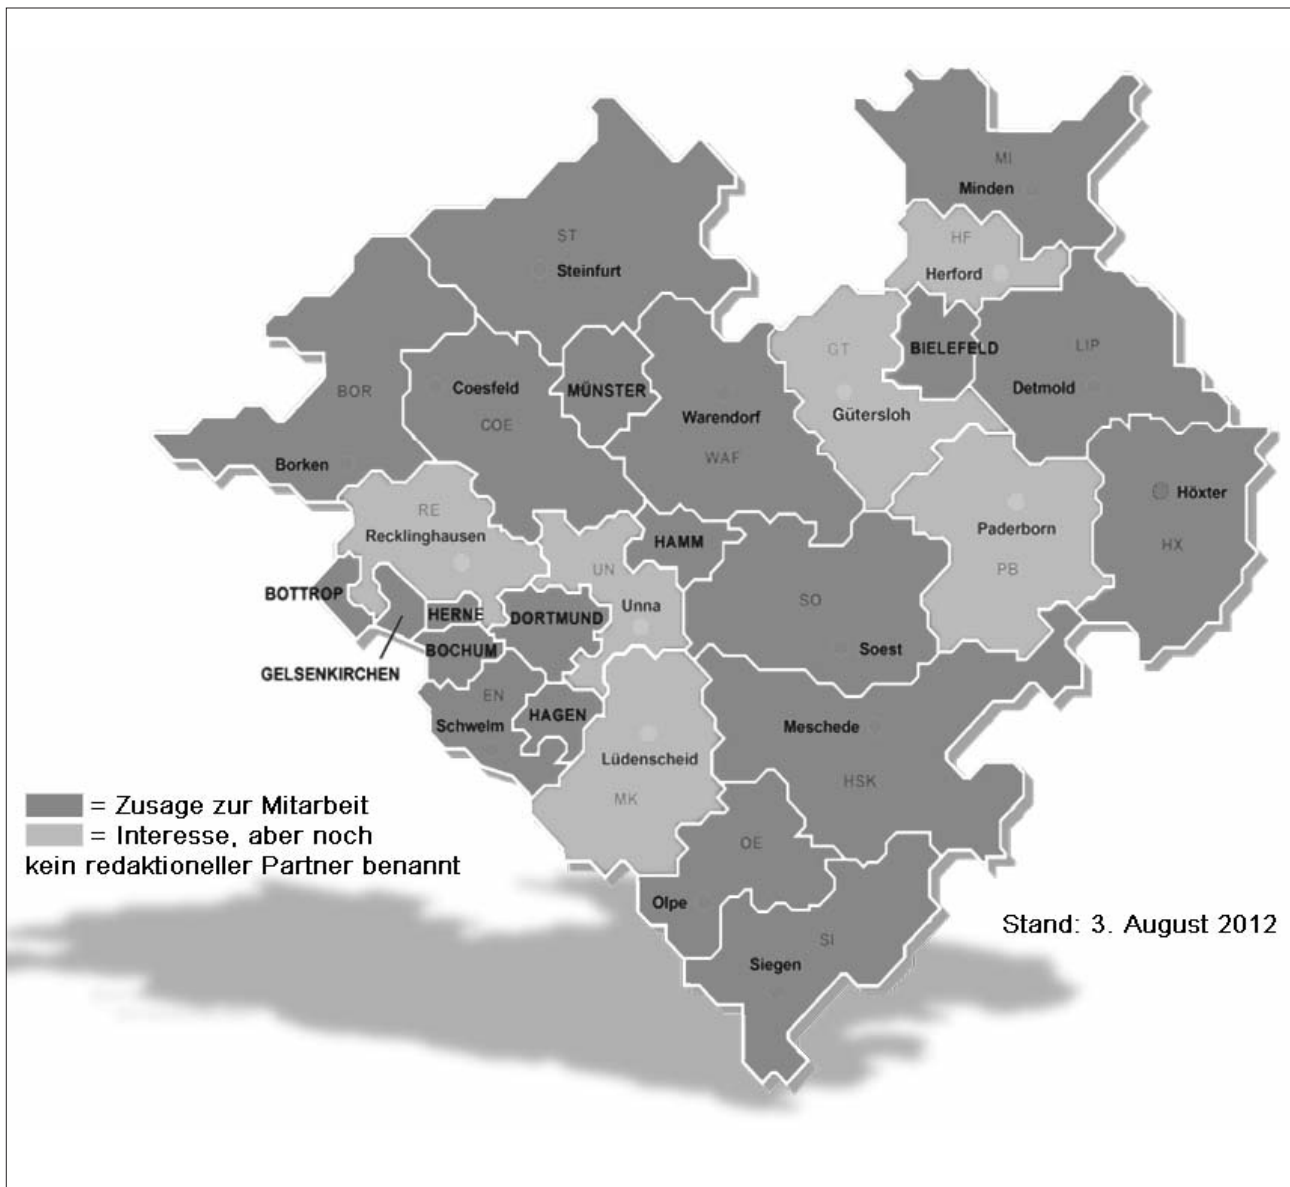 MI
Minden
HF
Herford
ST
Steinfurt
GT
BIELEFELD
LIP
Detmold
BOR
Coesfeld
COE
MÜNSTER
Warendorf
WAF
Gütersloh
Borken
Höxter
HX
RE
Recklinghausen
HAMM
Paderborn
PB
UN
Unna
BOTTROP
HERNE
DORTMUND
SO
Soest
BOCHUM
GELSENKIRCHEN
EN
Schwelm
HAGEN
Meschede
HSK
Lüdenscheid
MK
= Zusage zur Mitarbeit
= Interesse, aber noch
kein redaktioneller Partner benannt
OE
Olpe
SI
Siegen
Stand: 3. August 2012